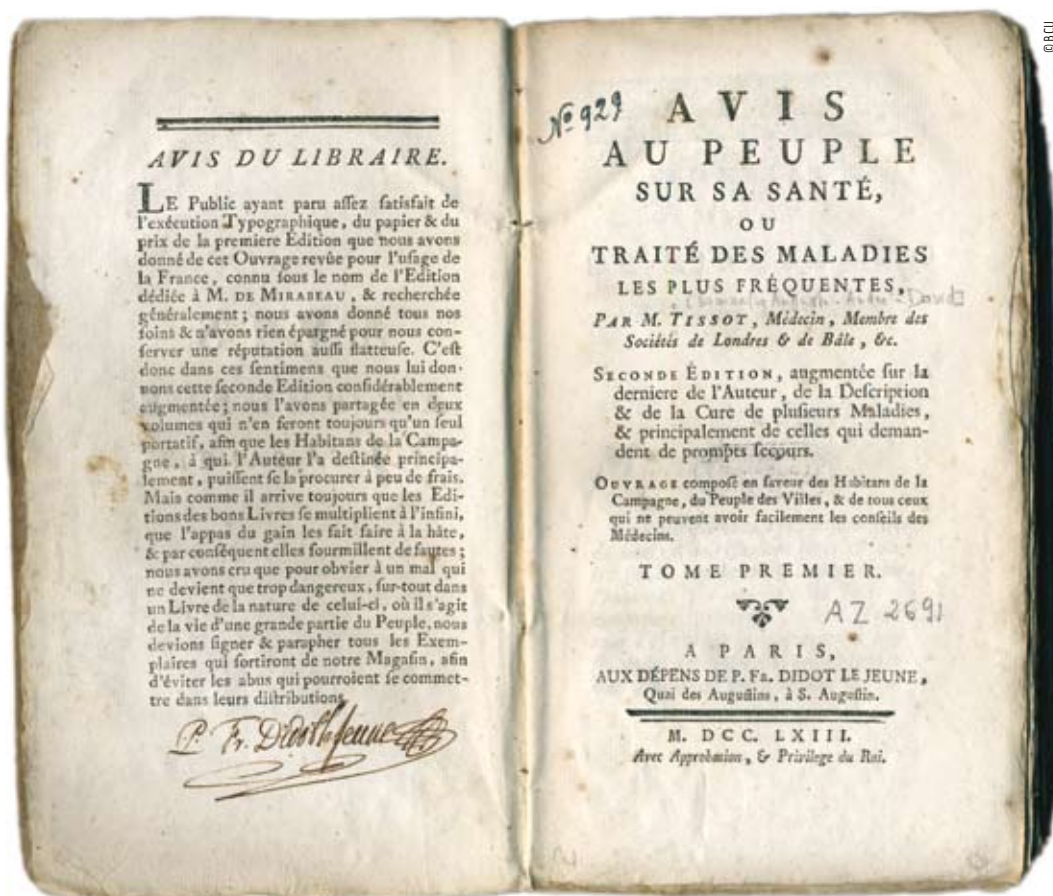 AVIS DU LIBRAIRE.
LE Public ayant paru aſſez ſatisfait de
l'exécution Typographique, du papier & du
prix de la premiere Edition que nous avons
donné de cet Ouvrage revûe pour l'uſage de
la France, connu ſous le nom de l'Edition
dédiée à M. DE MIRABEAU, & recherchée
généralement; nous avons donné tous nos
ſoins & n'avons rien épargné pour nous con-
ſerver une réputation auſſi flatteuſe. C'eſt
donc dans ces ſentimens que nous lui don-
nons cette ſeconde Edition conſidérablement
augmentée; nous l'avons partagée en deux
volumes qui n'en feront toujours qu'un ſeul
portatif, afin que les Habitans de la Campa-
gne, à qui l'Auteur l'a deſtinée principa-
lement, puiſſent ſe la procurer à peu de frais.
Mais comme il arrive toujours que les Edi-
tions des bons Livres ſe multiplient à l'infini,
que l'appas du gain les fait faire à la hâte,
& par conſéquent elles fourmillent de fautes;
nous avons cru que pour obvier à un mal qui
ne devient que trop dangereux, ſur-tout dans
un Livre de la nature de celui-ci, où il s'agit
de la vie d'une grande partie du Peuple, nous
devions ſigner & parapher tous les Exem-
plaires qui ſortiront de notre Magaſin, afin
d'éviter les abus qui pourroient ſe commet-
tre dans leurs diſtributions
P. Fr. Didot le Jeune
Nº 929
AVIS
AU PEUPLE
SUR SA SANTÉ,
OU
TRAITÉ DES MALADIES
LES PLUS FRÉQUENTES,
PAR M. TISSOT, Médecin, Membre des
Sociétés de Londres & de Bâle, &c.
SECONDE ÉDITION, augmentée ſur la
derniere de l'Auteur, de la Deſcription
& de la Cure de pluſieurs Maladies,
& principalement de celles qui deman-
dent de prompts ſecours.
OUVRAGE compoſé en faveur des Habitans de la
Campagne, du Peuple des Villes, & de tous ceux
qui ne peuvent avoir facilement les conſeils des
Médecins.
TOME PREMIER.
AZ 2691
A PARIS,
AUX DÉPENS DE P. FR. DIDOT LE JEUNE,
Quai des Auguſtins, à S. Auguſtin.
M. DCC. LXIII.
Avec Approbation, & Privilege du Roi.
©BCU